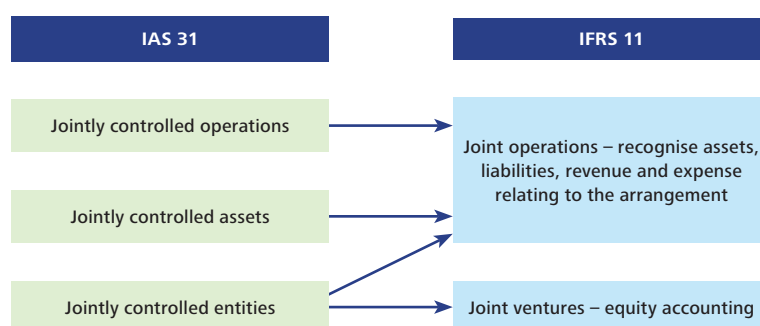 IAS 31
IFRS 11
Jointly controlled operations
Joint operations – recognise assets,
liabilities, revenue and expense
relating to the arrangement
Jointly controlled assets
Jointly controlled entities
Joint ventures – equity accounting